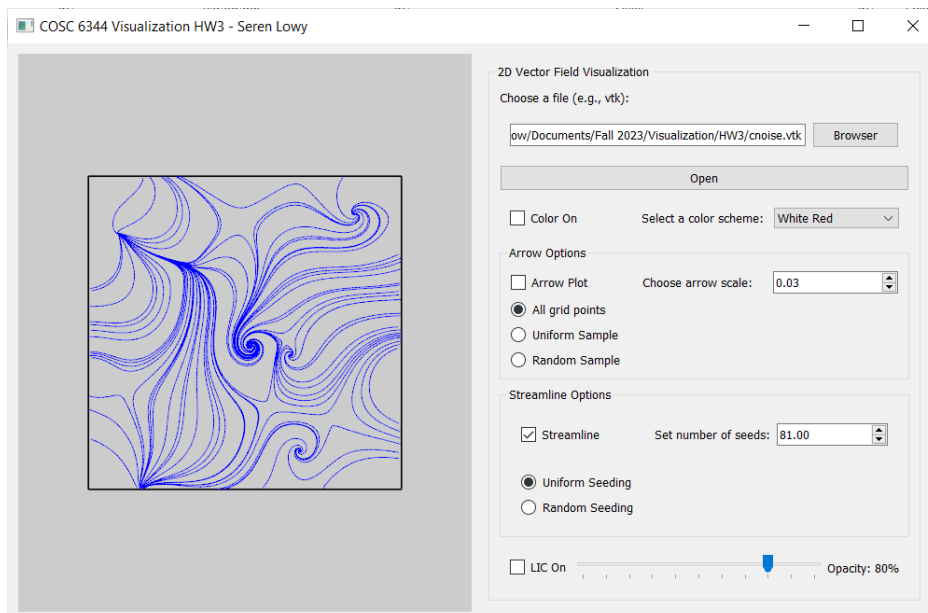 COSC 6344 Visualization HW3 - Seren Lowy
2D Vector Field Visualization
Choose a file (e.g., vtk):
ow/Documents/Fall 2023/Visualization/HW3/cnoise.vtk Browser
Open
Color On Select a color scheme: White Red
Arrow Options
Arrow Plot Choose arrow scale: 0.03
All grid points
Uniform Sample
Random Sample
Streamline Options
Streamline Set number of seeds: 81.00
Uniform Seeding
Random Seeding
LIC On Opacity: 80%